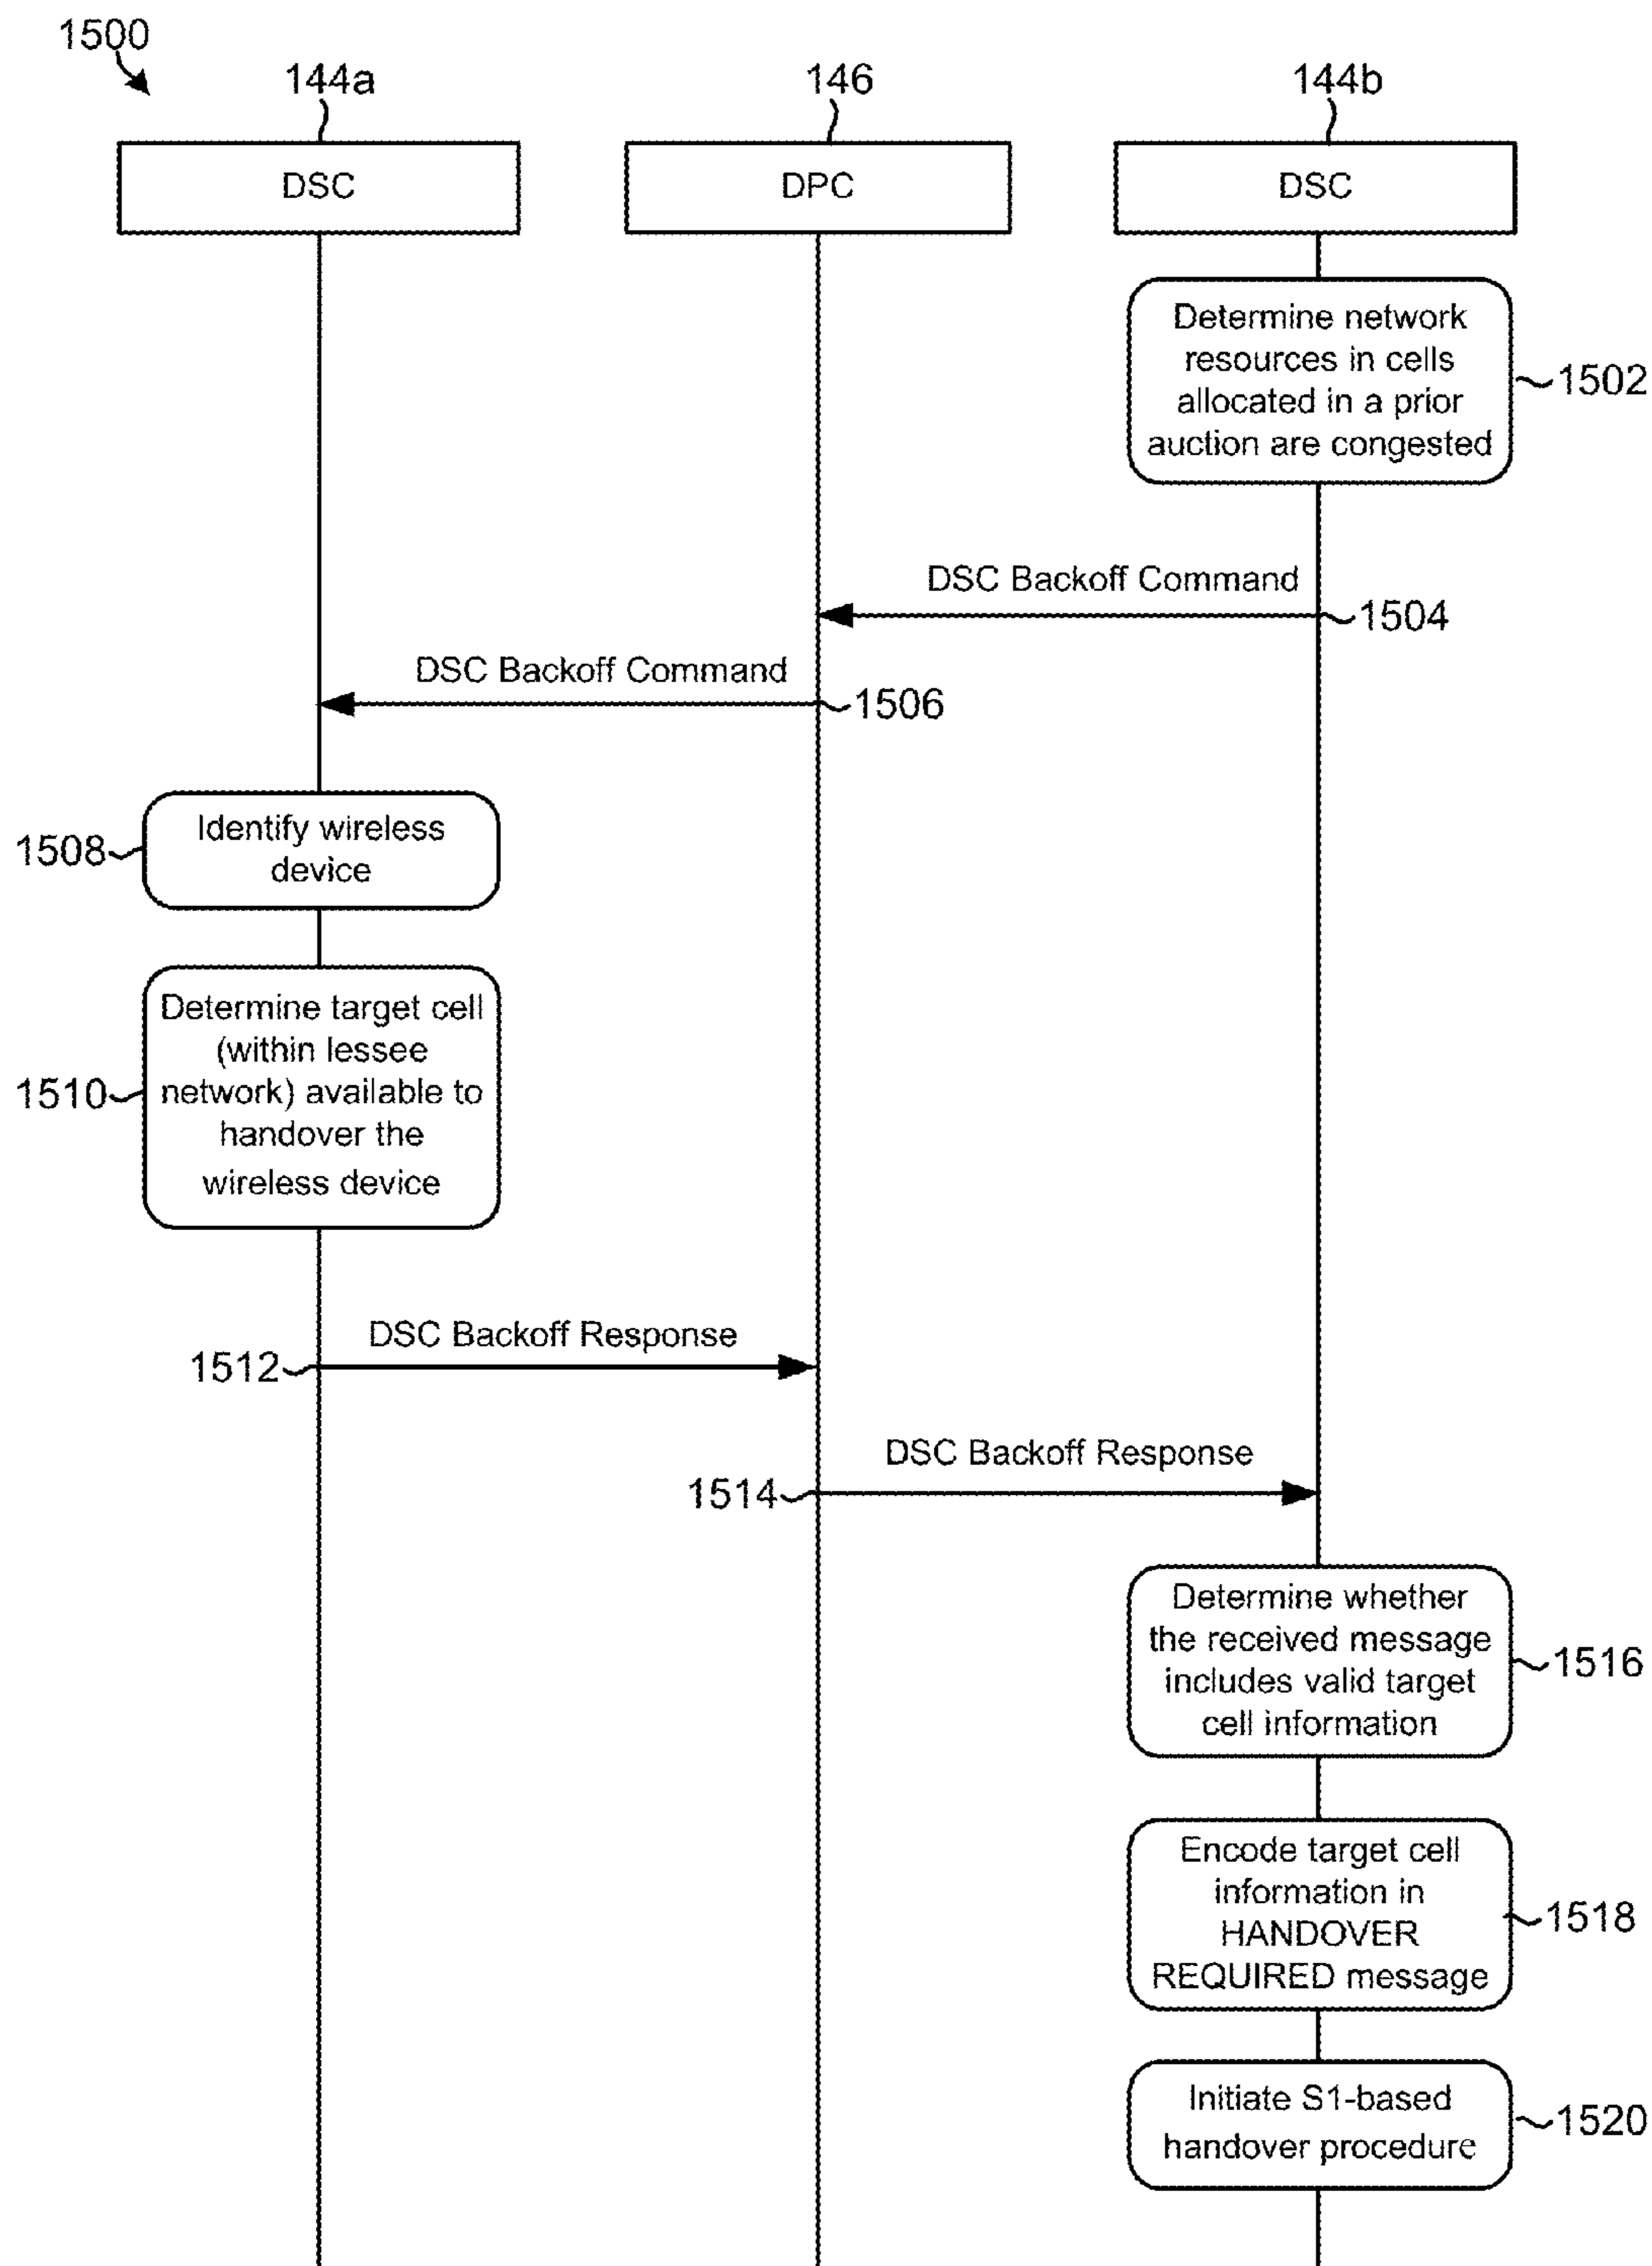 1500
144a
146
144b
DSC
DPC
DSC
Determine network
resources in cells
allocated in a prior
auction are congested
1502
DSC Backoff Command
1504
DSC Backoff Command
1506
Identify wireless
device
1508
Determine target cell
(within lessee
network) available to
handover the
wireless device
1510
DSC Backoff Response
1512
DSC Backoff Response
1514
Determine whether
the received message
includes valid target
cell information
1516
Encode target cell
information in
HANDOVER
REQUIRED message
1518
Initiate S1-based
handover procedure
1520